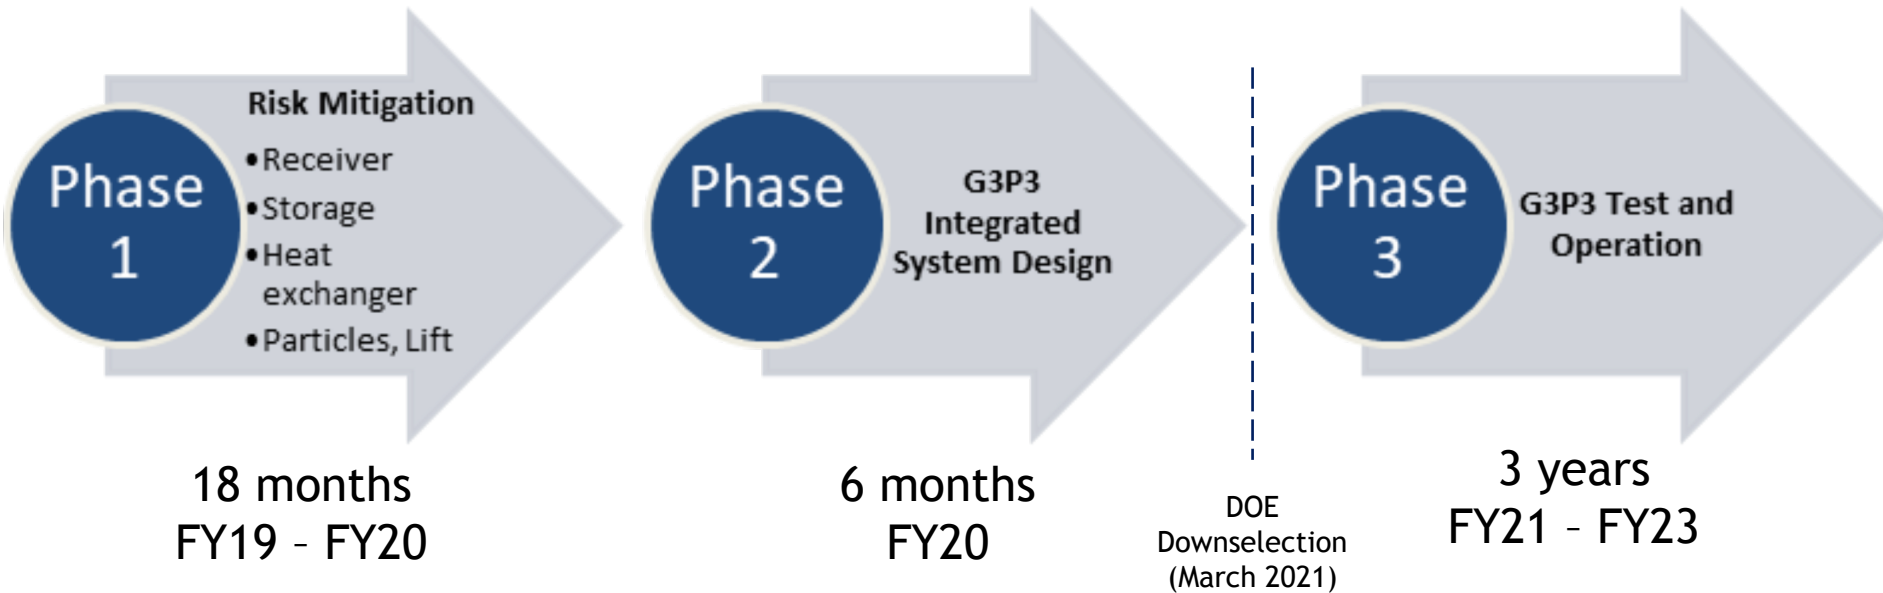 Phase
1
Risk Mitigation
•Receiver
•Storage
•Heat
exchanger
•Particles, Lift
18 months
FY19 – FY20
Phase
2
G3P3
Integrated
System Design
6 months
FY20
DOE
Downselection
(March 2021)
Phase
3
G3P3 Test and
Operation
3 years
FY21 – FY23